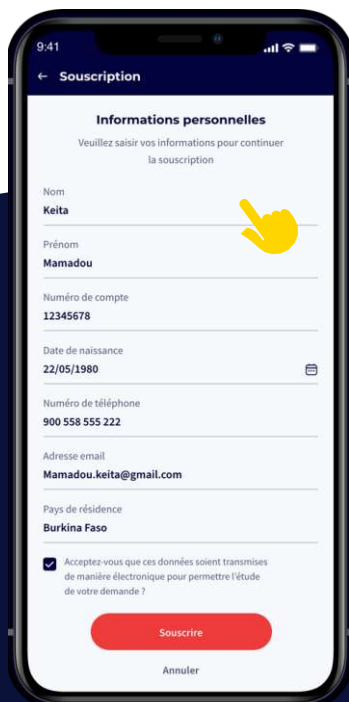 9:41
← Souscription
Informations personnelles
Veuillez saisir vos informations pour continuer
la souscription
Nom
Keita
Prénom
Mamadou
Numéro de compte
12345678
Date de naissance
22/05/1980
Numéro de téléphone
900 558 555 222
Adresse email
Mamadou.keita@gmail.com
Pays de résidence
Burkina Faso
Acceptez-vous que ces données soient transmises
de manière électronique pour permettre l'étude
de votre demande ?
Souscrire
Annuler